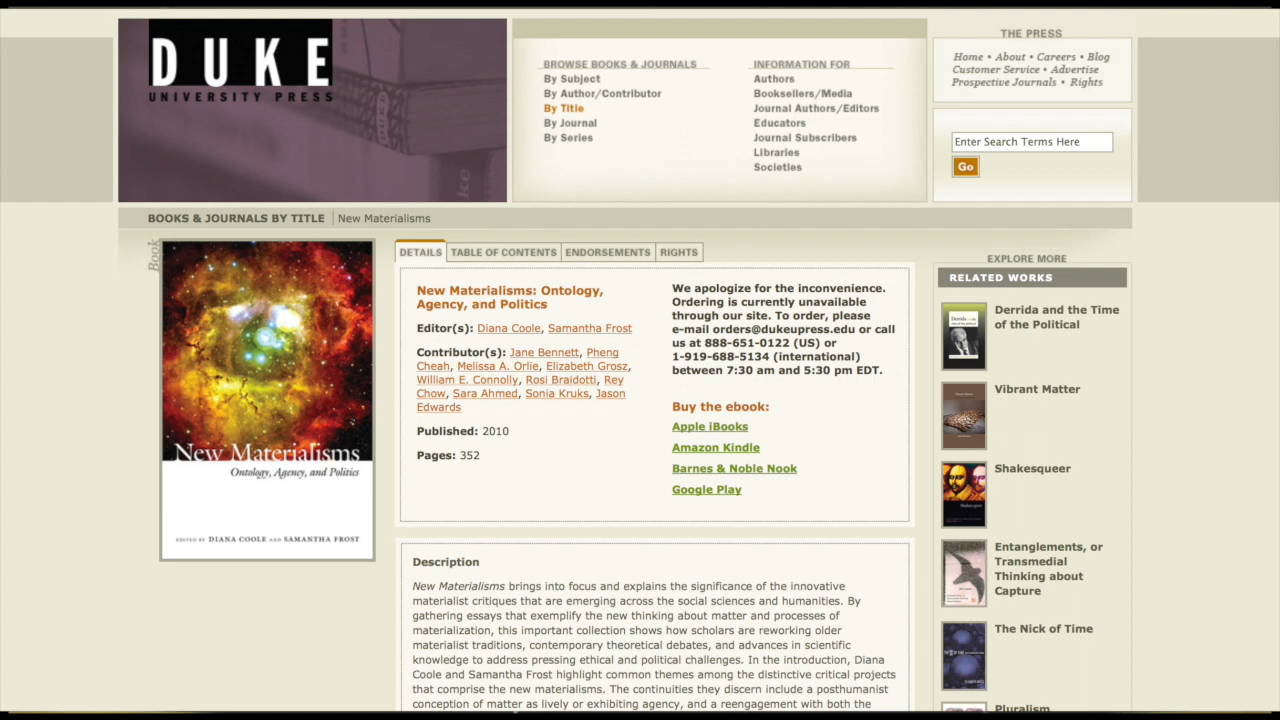 DUKE
UNIVERSITY PRESS
BROWSE BOOKS & JOURNALS
By Subject
By Author/Contributor
By Title
By Journal
By Series
INFORMATION FOR
Authors
Booksellers/Media
Journal Authors/Editors
Educators
Journal Subscribers
Libraries
Societies
THE PRESS
Home • About • Careers • Blog
Customer Service • Advertise
Prospective Journals • Rights
Enter Search Terms Here
Go
BOOKS & JOURNALS BY TITLE | New Materialisms
Book
New Materialisms
Ontology, Agency, and Politics
EDITED BY DIANA COOLE AND SAMANTHA FROST
DETAILS
TABLE OF CONTENTS
ENDORSEMENTS
RIGHTS
New Materialisms: Ontology,
Agency, and Politics
Editor(s): Diana Coole, Samantha Frost
Contributor(s): Jane Bennett, Pheng
Cheah, Melissa A. Orlie, Elizabeth Grosz,
William E. Connolly, Rosi Braidotti, Rey
Chow, Sara Ahmed, Sonia Kruks, Jason
Edwards
Published: 2010
Pages: 352
We apologize for the inconvenience.
Ordering is currently unavailable
through our site. To order, please
e-mail orders@dukeupress.edu or call
us at 888-651-0122 (US) or
1-919-688-5134 (international)
between 7:30 am and 5:30 pm EDT.
Buy the ebook:
Apple iBooks
Amazon Kindle
Barnes & Noble Nook
Google Play
Description
New Materialisms brings into focus and explains the significance of the innovative
materialist critiques that are emerging across the social sciences and humanities. By
gathering essays that exemplify the new thinking about matter and processes of
materialization, this important collection shows how scholars are reworking older
materialist traditions, contemporary theoretical debates, and advances in scientific
knowledge to address pressing ethical and political challenges. In the introduction, Diana
Coole and Samantha Frost highlight common themes among the distinctive critical projects
that comprise the new materialisms. The continuities they discern include a posthumanist
conception of matter as lively or exhibiting agency, and a reengagement with both the
EXPLORE MORE
RELATED WORKS
Derrida and the Time
of the Political
Vibrant Matter
Shakesqueer
Entanglements, or
Transmedial
Thinking about
Capture
The Nick of Time
Pluralism